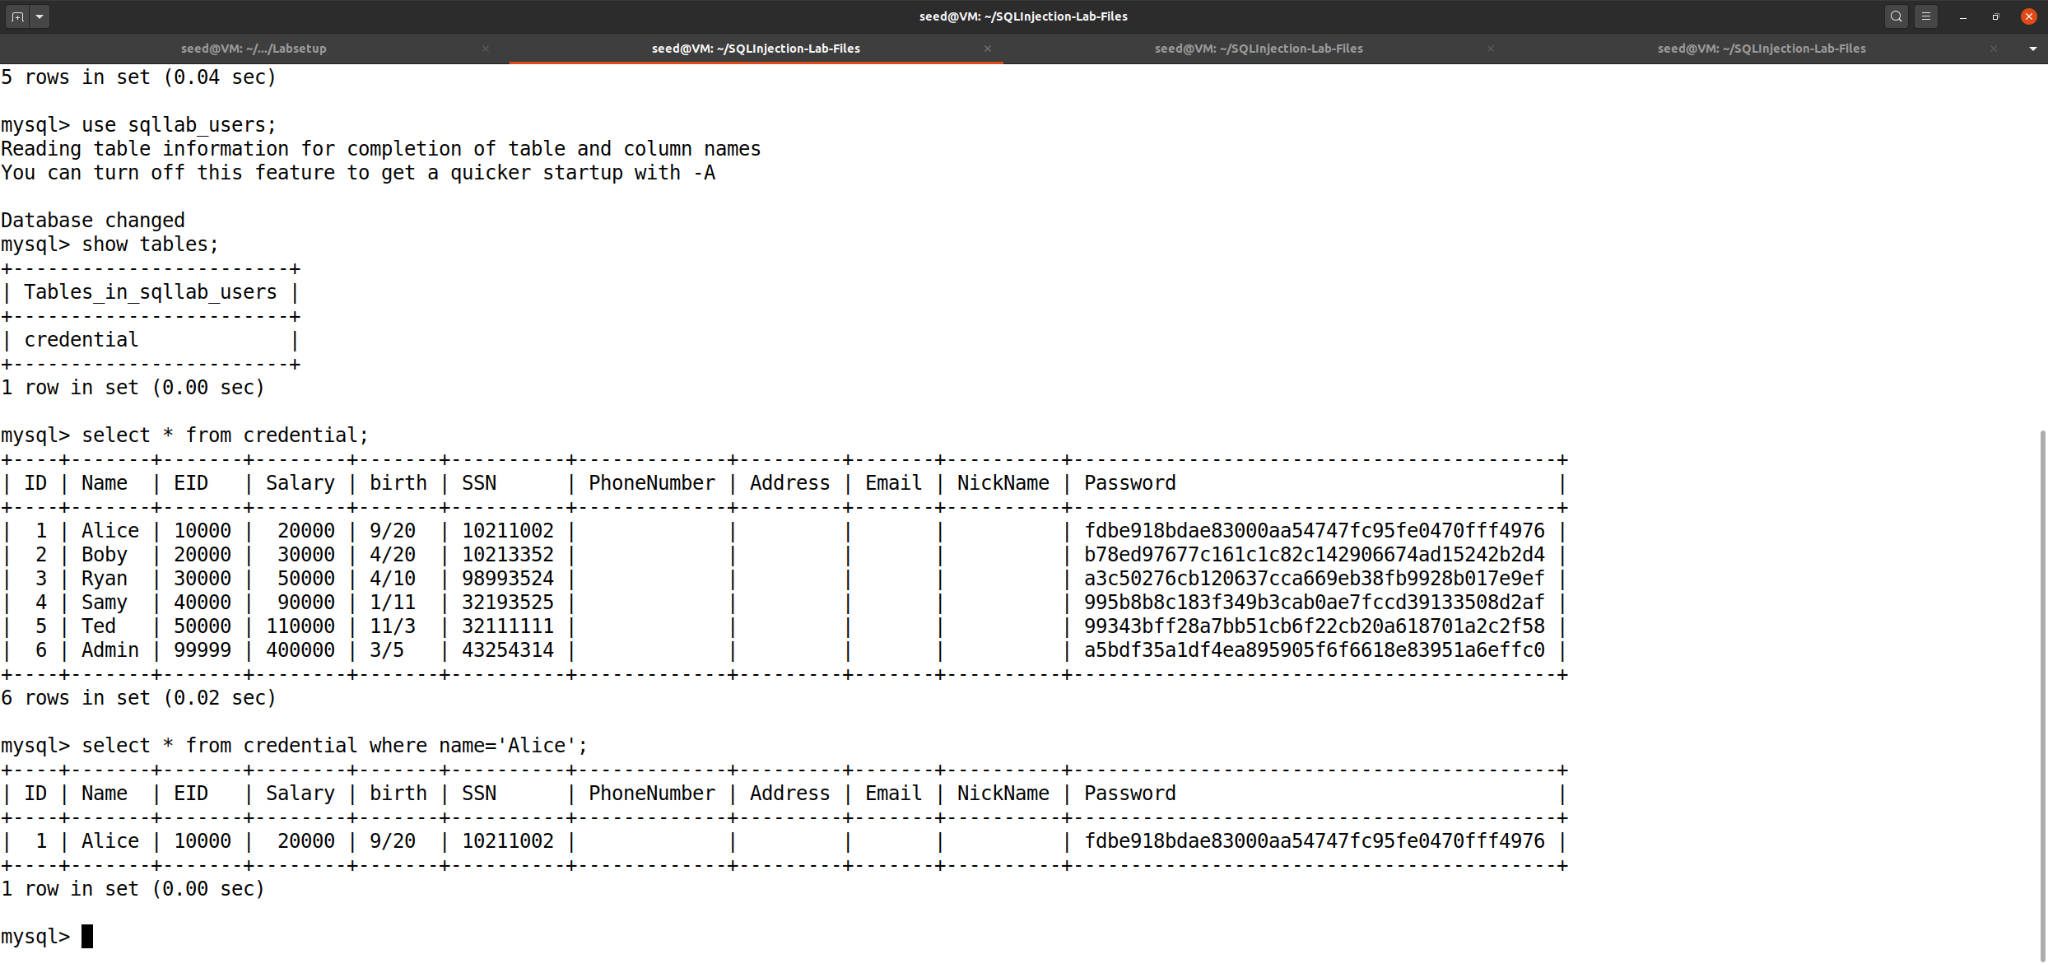 seed@VM: ~/SQLInjection-Lab-Files
seed@VM: ~/.../Labsetup seed@VM: ~/SQLInjection-Lab-Files seed@VM: ~/SQLInjection-Lab-Files seed@VM: ~/SQLInjection-Lab-Files
5 rows in set (0.04 sec)
mysql> use sqllab_users;
Reading table information for completion of table and column names
You can turn off this feature to get a quicker startup with -A
Database changed
mysql> show tables;
+------------------------+
| Tables_in_sqllab_users |
+------------------------+
| credential             |
+------------------------+
1 row in set (0.00 sec)
mysql> select * from credential;
+----+-------+-------+--------+-------+----------+-------------+---------+-------+----------+------------------------------------------+
| ID | Name  | EID   | Salary | birth | SSN      | PhoneNumber | Address | Email | NickName | Password                                 |
+----+-------+-------+--------+-------+----------+-------------+---------+-------+----------+------------------------------------------+
|  1 | Alice | 10000 |  20000 | 9/20  | 10211002 |             |         |       |          | fdbe918bdae83000aa54747fc95fe0470fff4976 |
|  2 | Boby  | 20000 |  30000 | 4/20  | 10213352 |             |         |       |          | b78ed97677c161c1c82c142906674ad15242b2d4 |
|  3 | Ryan  | 30000 |  50000 | 4/10  | 98993524 |             |         |       |          | a3c50276cb120637cca669eb38fb9928b017e9ef |
|  4 | Samy  | 40000 |  90000 | 1/11  | 32193525 |             |         |       |          | 995b8b8c183f349b3cab0ae7fccd39133508d2af |
|  5 | Ted   | 50000 | 110000 | 11/3  | 32111111 |             |         |       |          | 99343bff28a7bb51cb6f22cb20a618701a2c2f58 |
|  6 | Admin | 99999 | 400000 | 3/5   | 43254314 |             |         |       |          | a5bdf35a1df4ea895905f6f6618e83951a6effc0 |
+----+-------+-------+--------+-------+----------+-------------+---------+-------+----------+------------------------------------------+
6 rows in set (0.02 sec)
mysql> select * from credential where name='Alice';
+----+-------+-------+--------+-------+----------+-------------+---------+-------+----------+------------------------------------------+
| ID | Name  | EID   | Salary | birth | SSN      | PhoneNumber | Address | Email | NickName | Password                                 |
+----+-------+-------+--------+-------+----------+-------------+---------+-------+----------+------------------------------------------+
|  1 | Alice | 10000 |  20000 | 9/20  | 10211002 |             |         |       |          | fdbe918bdae83000aa54747fc95fe0470fff4976 |
+----+-------+-------+--------+-------+----------+-------------+---------+-------+----------+------------------------------------------+
1 row in set (0.00 sec)
mysql>